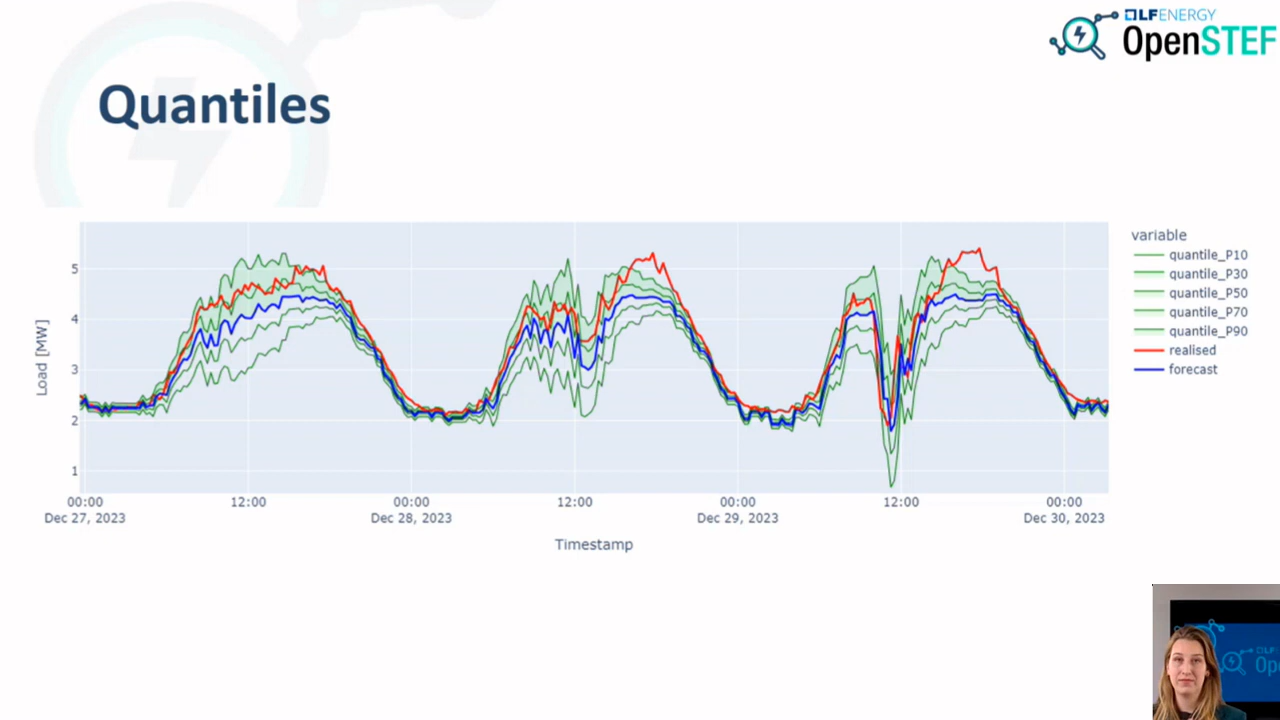 LFENERGY
OpenSTEF
Quantiles
variable
quantile_P10
quantile_P30
quantile_P50
quantile_P70
quantile_P90
realised
forecast
Load [MW]
5
4
3
2
1
00:00 12:00 00:00 12:00 00:00 12:00 00:00
Dec 27, 2023 Dec 28, 2023 Dec 29, 2023 Dec 30, 2023
Timestamp
LF
Op